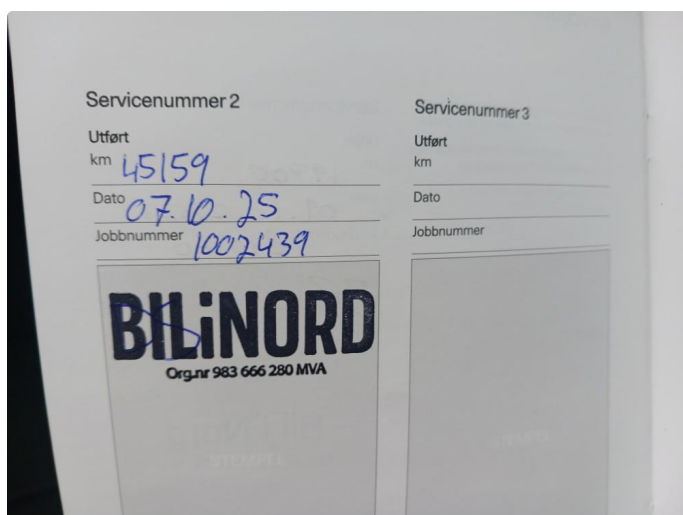 Servicenummer 2
Utført
km 45159
Dato 07.10.25
Jobbnummer 1002439
BILiNORD
Org.nr 983 666 280 MVA
Servicenummer 3
Utført
km
Dato
Jobbnummer